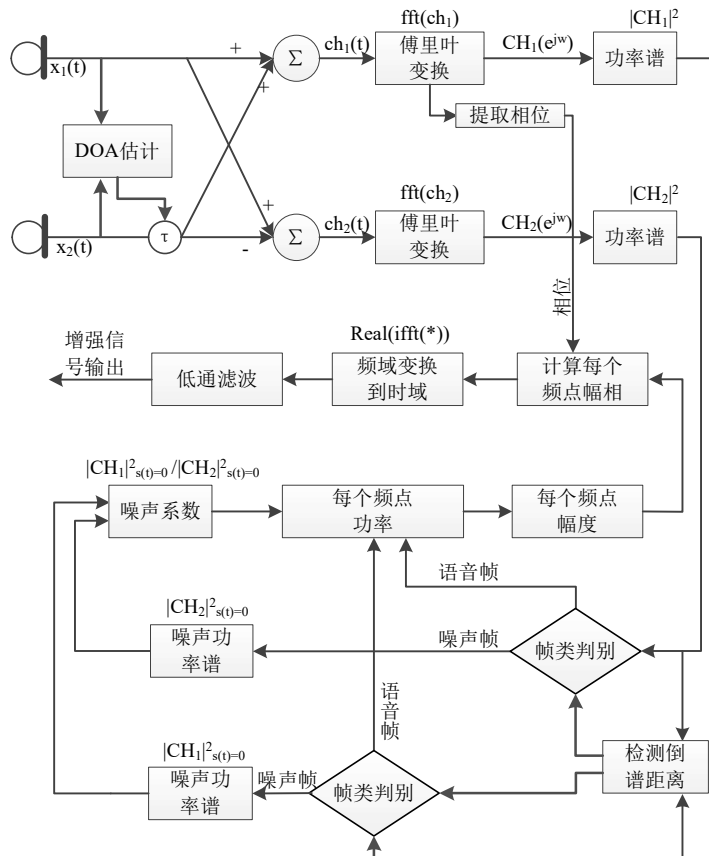 fft(ch₁)
|CH₁|²
x₁(t)
+
Σ
ch₁(t)
傅里叶
变换
CH₁(eʲʷ)
功率谱
+
提取相位
DOA估计
fft(ch₂)
|CH₂|²
+
x₂(t)
τ
-
Σ
ch₂(t)
傅里叶
变换
CH₂(eʲʷ)
功率谱
相位
增强信
号输出
Real(ifft(*))
低通滤波
频域变换
到时域
计算每个
频点幅相
|CH₁|²ₛ₍ₜ₎₌₀/|CH₂|²ₛ₍ₜ₎₌₀
噪声系数
每个频点
功率
每个频点
幅度
语音帧
|CH₂|²ₛ₍ₜ₎₌₀
噪声功
率谱
噪声帧
帧类判别
语音帧
|CH₁|²ₛ₍ₜ₎₌₀
噪声功
率谱
噪声帧
帧类判别
检测倒
谱距离